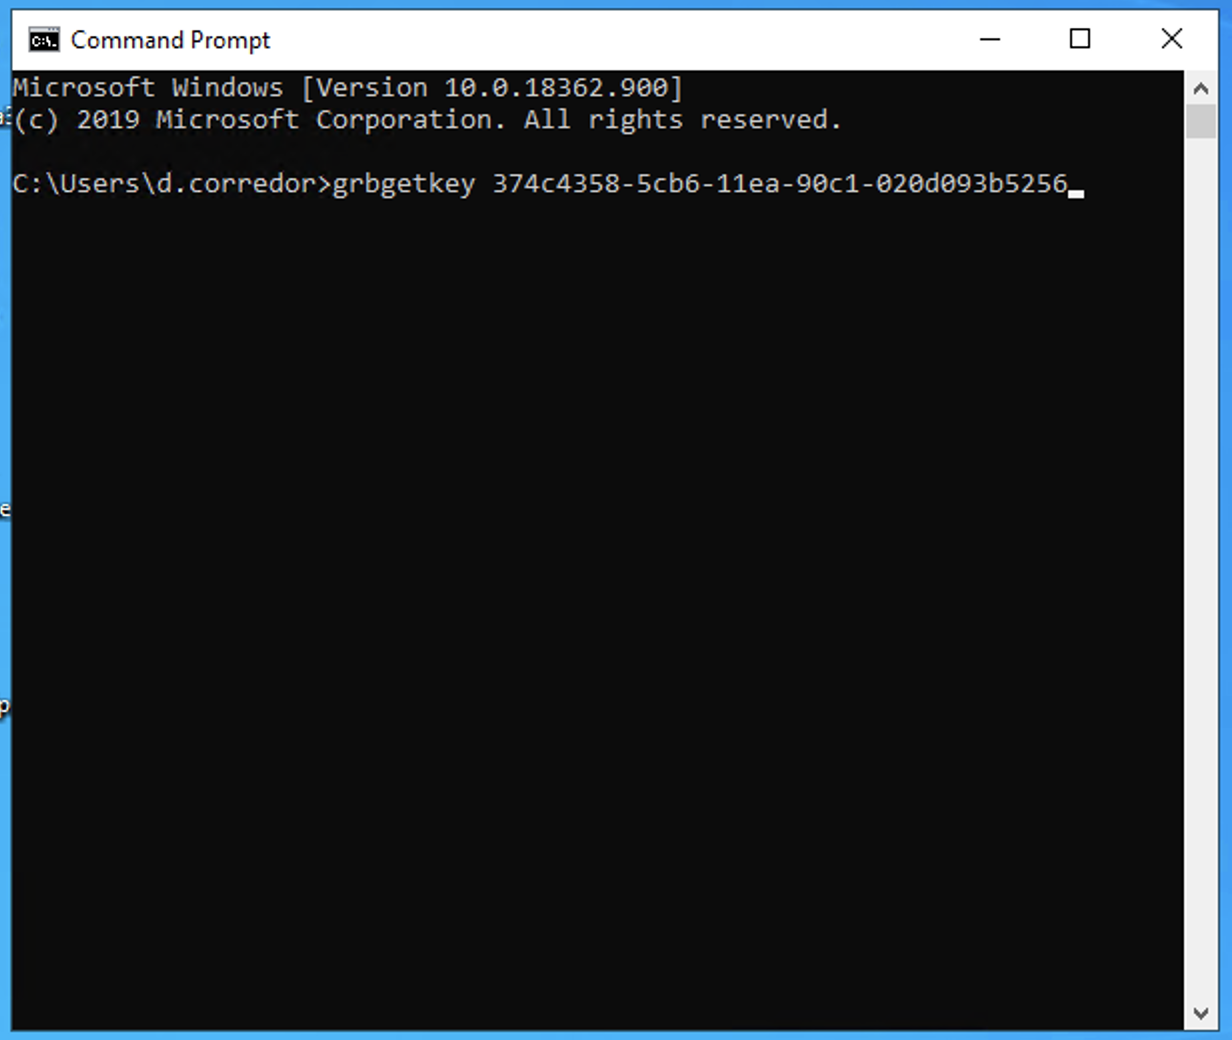 Command Prompt
Microsoft Windows [Version 10.0.18362.900]
(c) 2019 Microsoft Corporation. All rights reserved.
C:\Users\d.corredor>grbgetkey 374c4358-5cb6-11ea-90c1-020d093b5256